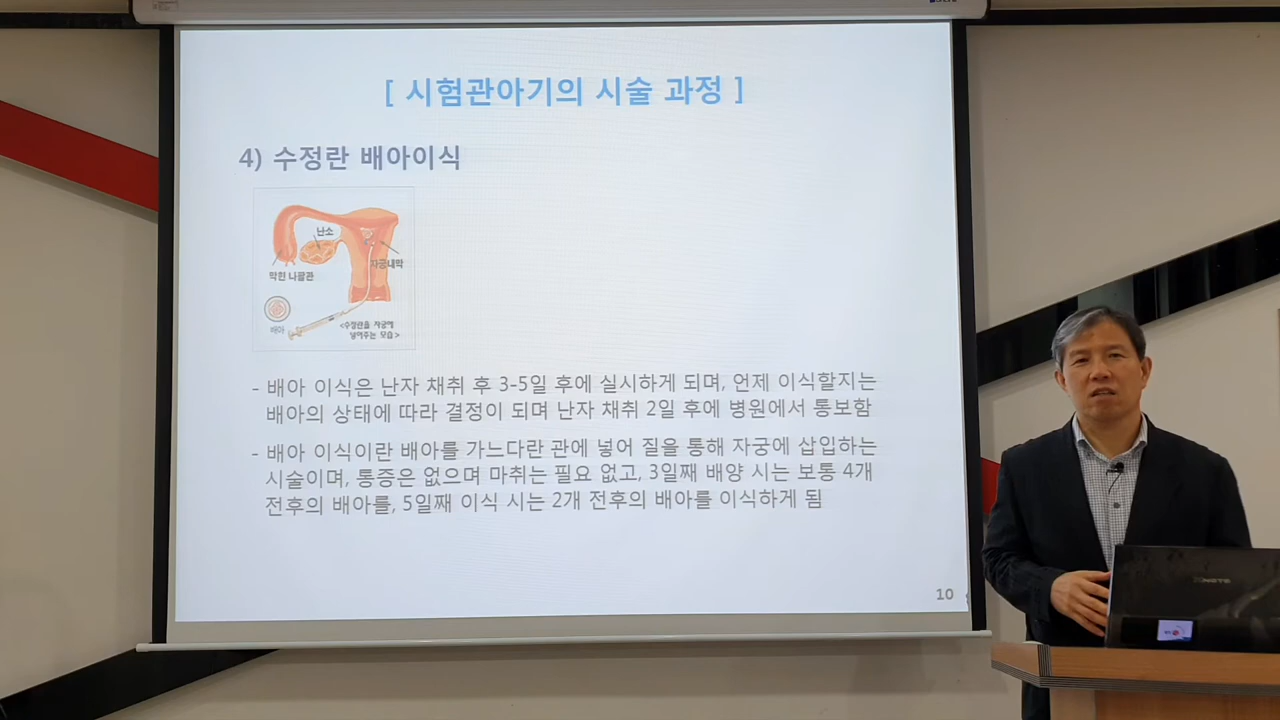 [ 시험관아기의 시술 과정 ]
4) 수정란 배아이식
난소
자궁내막
막힌 나팔관
배아
<수정란을 자궁에
넣어주는 모습>
- 배아 이식은 난자 채취 후 3-5일 후에 실시하게 되며, 언제 이식할지는
배아의 상태에 따라 결정이 되며 난자 채취 2일 후에 병원에서 통보함
- 배아 이식이란 배아를 가느다란 관에 넣어 질을 통해 자궁에 삽입하는
시술이며, 통증은 없으며 마취는 필요 없고, 3일째 배양 시는 보통 4개
전후의 배아를, 5일째 이식 시는 2개 전후의 배아를 이식하게 됨
10